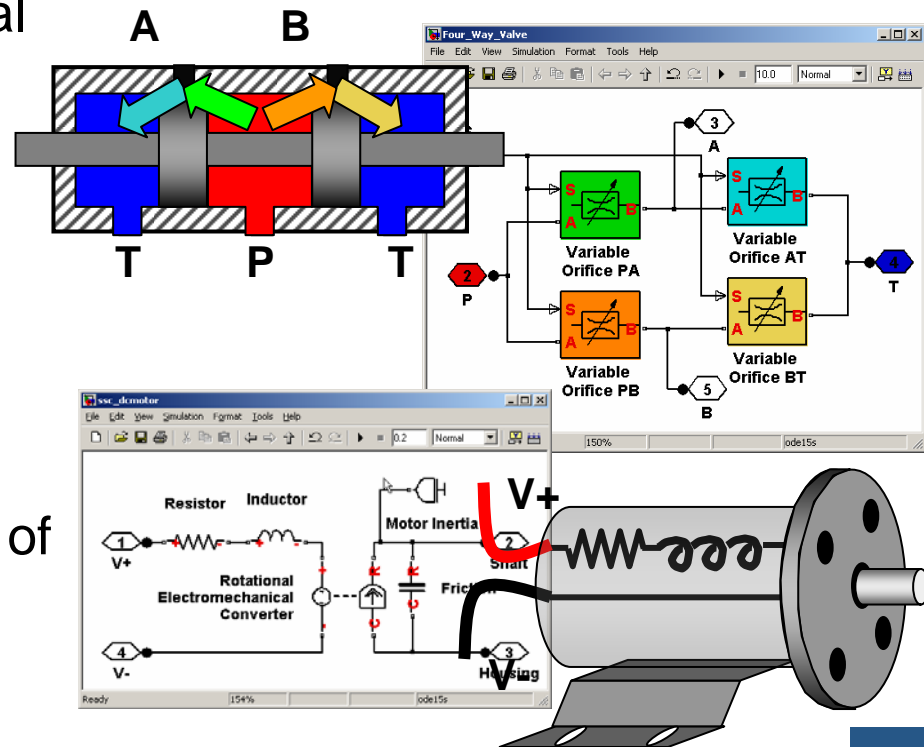 al
A B
T P T
Four_Way_Valve
File Edit View Simulation Format Tools Help
10.0 Normal
3
A
S
A
B
Variable
Orifice PA
S
A
B
Variable
Orifice AT
2
P
4
T
S
A
B
Variable
Orifice PB
S
A
B
Variable
Orifice BT
5
B
150% ode15s
of
ssc_dcmotor
File Edit View Simulation Format Tools Help
0.2 Normal
Resistor Inductor
Motor Inertia
V+
1
V+
+ - + -
2
Shaft
Rotational
Electromechanical
Converter
+
-
R
C
R
C
Friction
4
V-
3
Housing
V-
Ready 154% ode15s